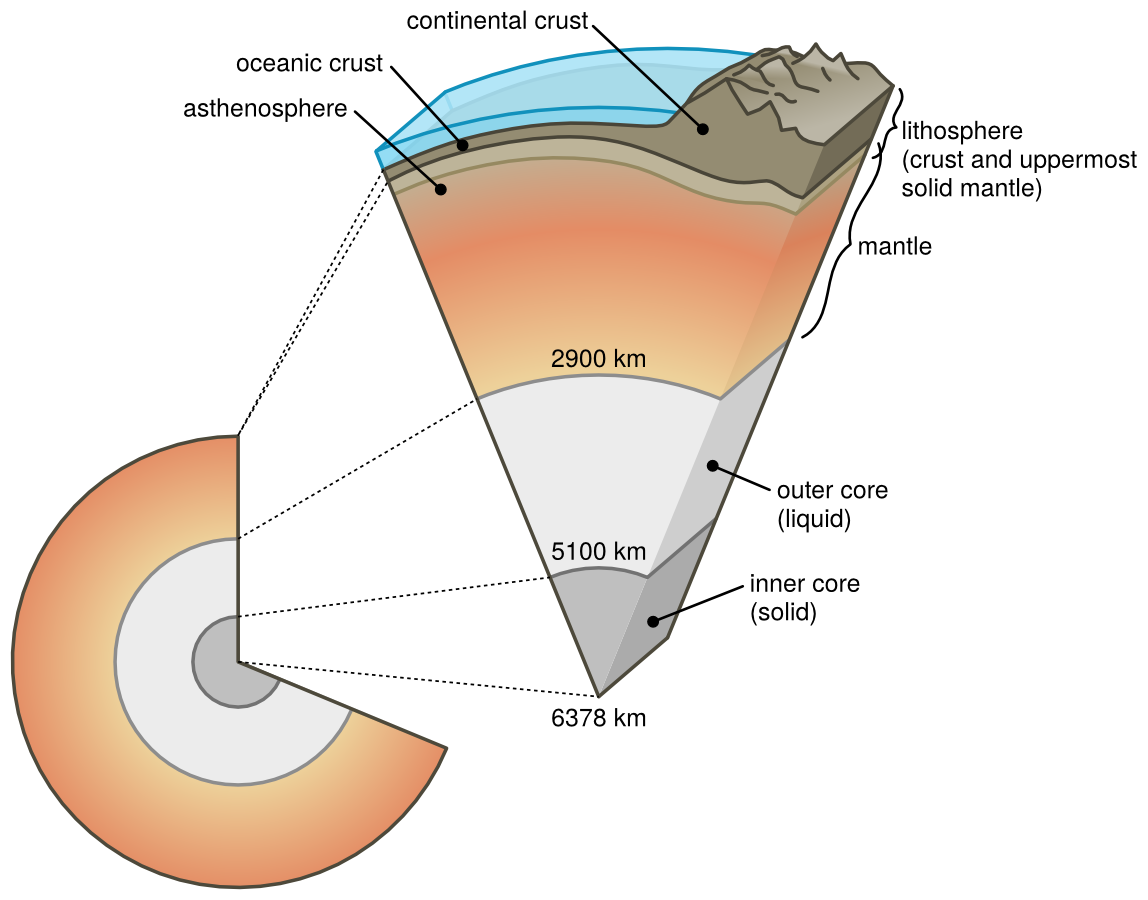 continental crust
oceanic crust
asthenosphere
lithosphere
(crust and uppermost
solid mantle)
mantle
2900 km
outer core
(liquid)
5100 km
inner core
(solid)
6378 km